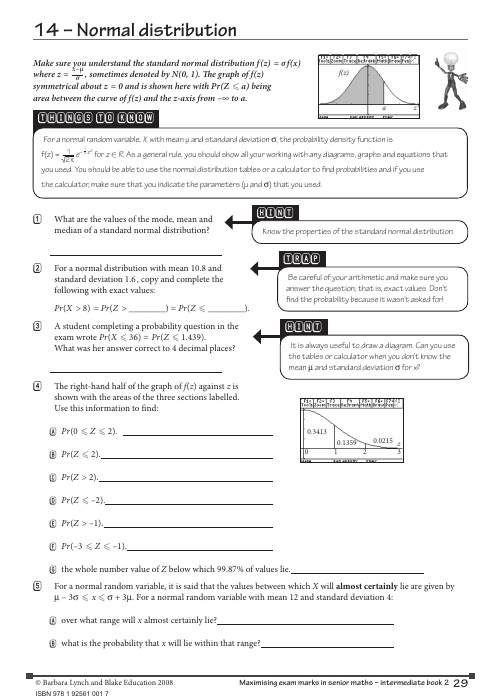 14 – Normal distribution
Make sure you understand the standard normal distribution f(z) = σ f(x)
where z = x–μ/σ, sometimes denoted by N(0, 1). The graph of f(z)
symmetrical about z = 0 and is shown here with Pr(Z ⩽ a) being
area between the curve of f(z) and the z-axis from –∞ to a.
f(z)
a
z
THINGS TO KNOW
For a normal random variable, X, with mean μ and standard deviation σ, the probability density function is
f(z) = 1/√2π e^–½z² for z ∈ R. As a general rule, you should show all your working with any diagrams, graphs and equations that
you used. You should be able to use the normal distribution tables or a calculator to find probabilities and if you use
the calculator, make sure that you indicate the parameters (μ and σ) that you used.
1 What are the values of the mode, mean and
median of a standard normal distribution?
HINT
Know the properties of the standard normal distribution.
2 For a normal distribution with mean 10.8 and
standard deviation 1.6, copy and complete the
following with exact values:
Pr(X > 8) = Pr(Z > ________) = Pr(Z ⩽ ________).
TRAP
Be careful of your arithmetic and make sure you
answer the question; that is, exact values. Don't
find the probability because it wasn't asked for!
3 A student completing a probability question in the
exam wrote Pr(X ⩽ 36) = Pr(Z ⩽ 1.439).
What was her answer correct to 4 decimal places?
HINT
It is always useful to draw a diagram. Can you use
the tables or calculator when you don't know the
mean μ and standard deviation σ for x?
4 The right-hand half of the graph of f(z) against z is
shown with the areas of the three sections labelled.
Use this information to find:
0.3413
0.1359
0.0215
z
0 1 2 3
A Pr(0 ⩽ Z ⩽ 2).
B Pr(Z ⩽ 2).
C Pr(Z > 2).
D Pr(Z ⩽ –2).
E Pr(Z > –1).
F Pr(–3 ⩽ Z ⩽ –1).
G the whole number value of Z below which 99.87% of values lie.
5 For a normal random variable, it is said that the values between which X will almost certainly lie are given by
μ – 3σ ⩽ x ⩽ σ + 3μ. For a normal random variable with mean 12 and standard deviation 4:
A over what range will x almost certainly lie?
B what is the probability that x will lie within that range?
© Barbara Lynch and Blake Education 2008
Maximising exam marks in senior maths – intermediate book 2 29
ISBN 978 1 92561 001 7